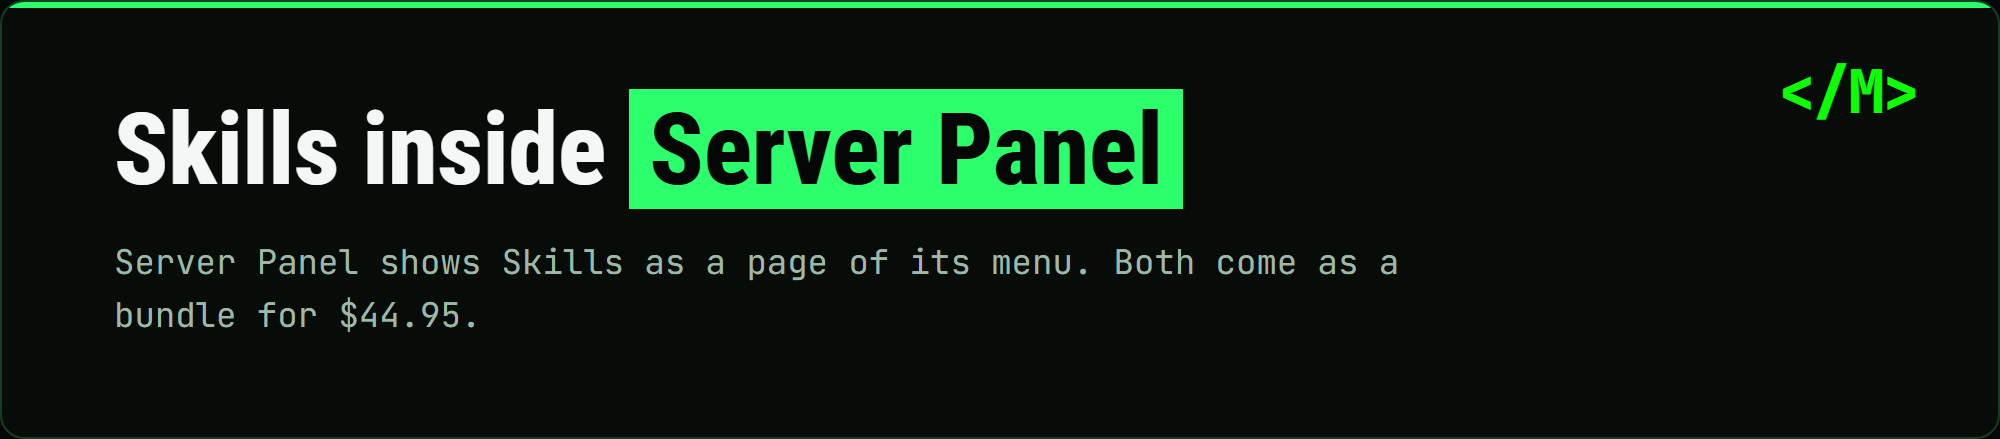 </M>
Skills inside Server Panel
Server Panel shows Skills as a page of its menu. Both come as a
bundle for $44.95.